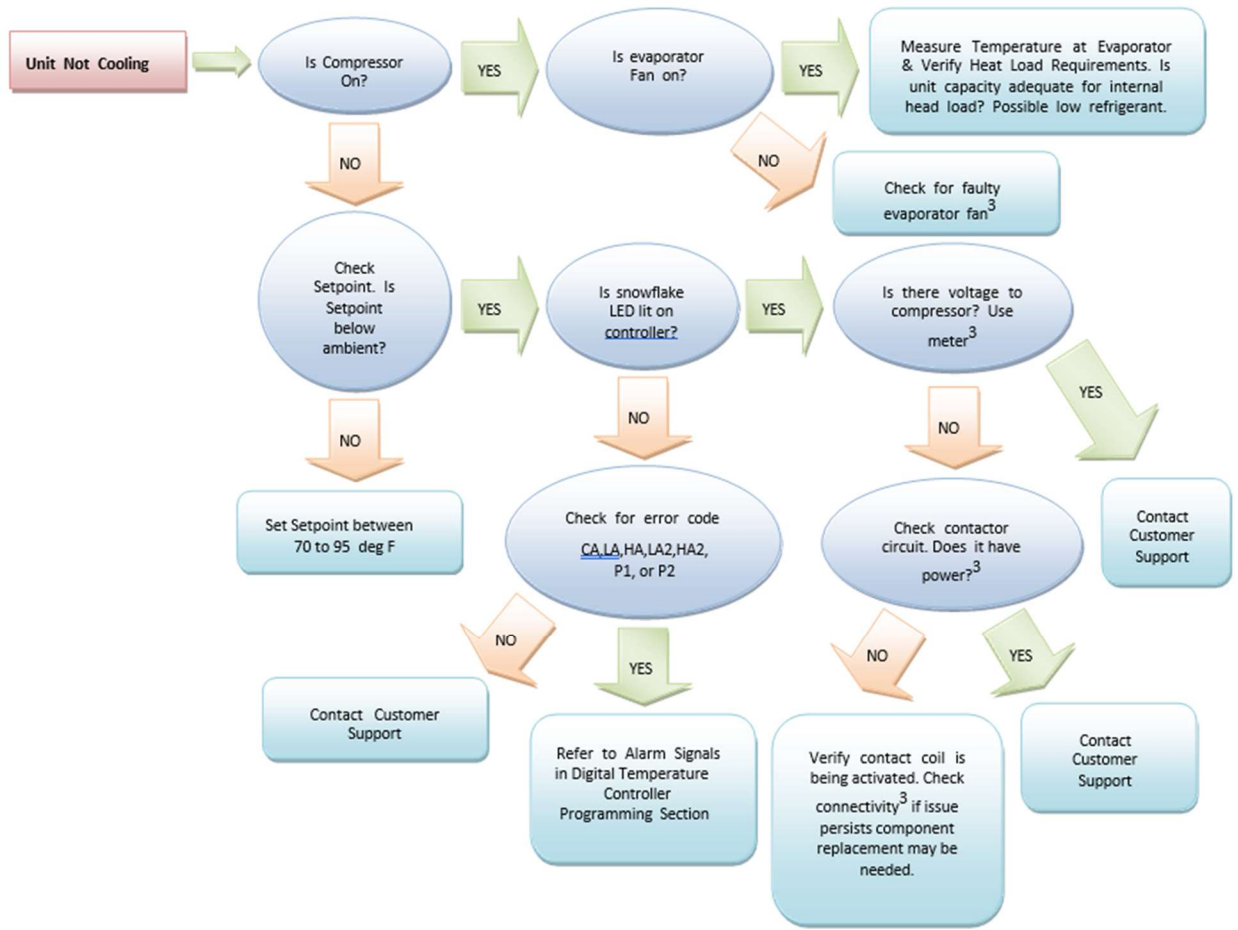 Unit Not Cooling
Is Compressor
On?
YES
Is evaporator
Fan on?
YES
Measure Temperature at Evaporator
& Verify Heat Load Requirements. Is
unit capacity adequate for internal
head load? Possible low refrigerant.
NO
NO
Check for faulty
evaporator fan3
Check
Setpoint. Is
Setpoint
below
ambient?
YES
Is snowflake
LED lit on
controller?
YES
Is there voltage to
compressor? Use
meter3
YES
NO
NO
NO
Set Setpoint between
70 to 95 deg F
Check for error code
CA,LA,HA,LA2,HA2,
P1, or P2
Check contactor
circuit. Does it have
power?3
Contact
Customer
Support
NO
YES
NO
YES
Contact Customer
Support
Refer to Alarm Signals
in Digital Temperature
Controller
Programming Section
Verify contact coil is
being activated. Check
connectivity3 if issue
persists component
replacement may be
needed.
Contact
Customer
Support